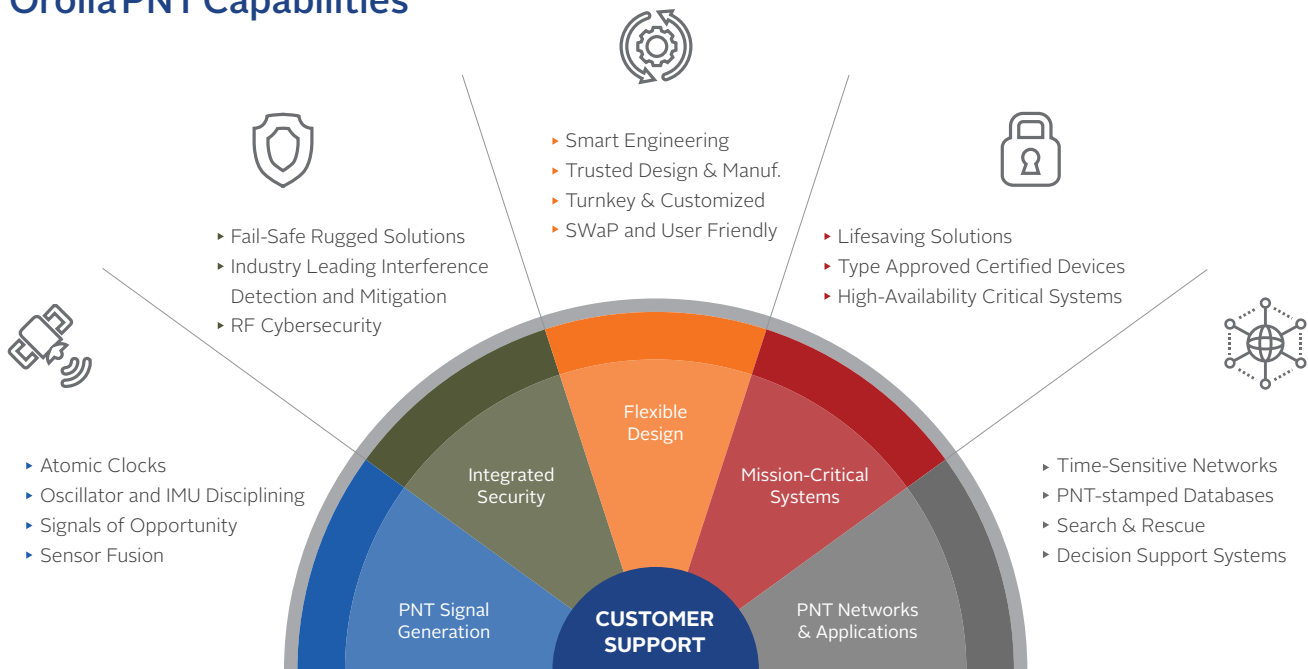 Orolia PNT Capabilities
Smart Engineering
Trusted Design & Manuf.
Turnkey & Customized
SWaP and User Friendly
Fail-Safe Rugged Solutions
Industry Leading Interference
Detection and Mitigation
RF Cybersecurity
Lifesaving Solutions
Type Approved Certified Devices
High-Availability Critical Systems
Atomic Clocks
Oscillator and IMU Disciplining
Signals of Opportunity
Sensor Fusion
Time-Sensitive Networks
PNT-stamped Databases
Search & Rescue
Decision Support Systems
PNT Signal
Generation
Integrated
Security
Flexible
Design
Mission-Critical
Systems
PNT Networks
& Applications
CUSTOMER
SUPPORT